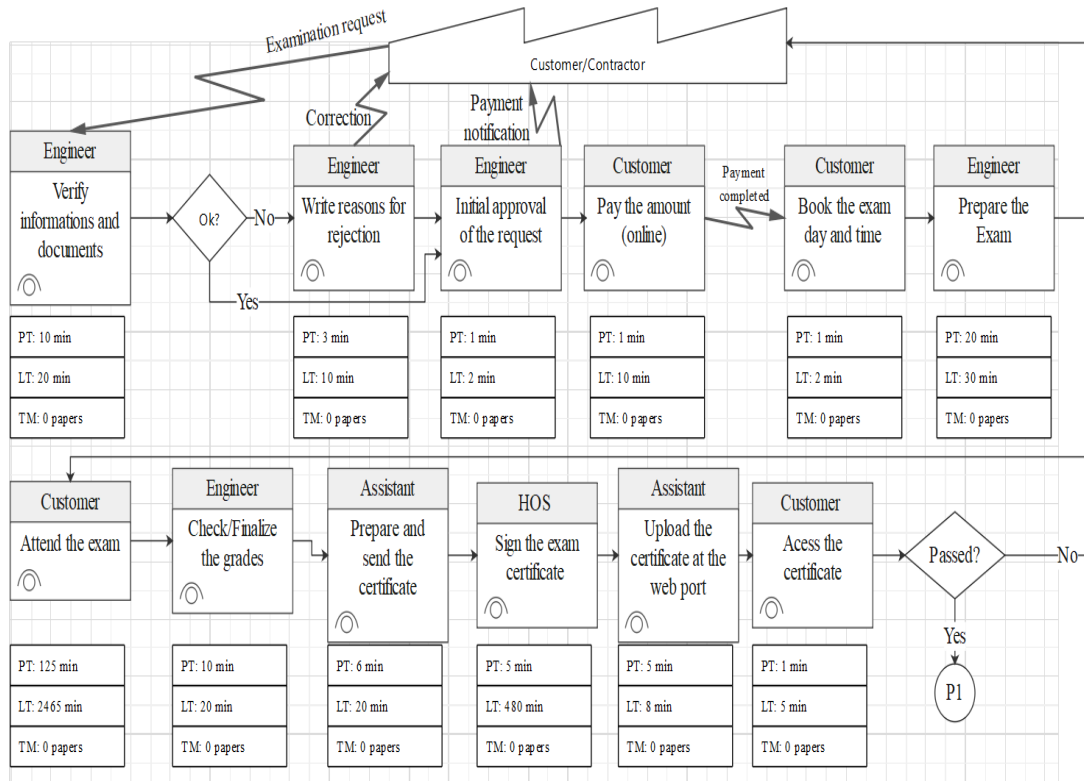 Examination request
Customer/Contractor
Correction
Payment
notification
Engineer
Verify
informations and
documents
Ok?
No
Yes
Engineer
Write reasons for
rejection
Engineer
Initial approval
of the request
Customer
Pay the amount
(online)
Payment
completed
Customer
Book the exam
day and time
Engineer
Prepare the
Exam
PT: 10 min
LT: 20 min
TM: 0 papers
PT: 3 min
LT: 10 min
TM: 0 papers
PT: 1 min
LT: 2 min
TM: 0 papers
PT: 1 min
LT: 10 min
TM: 0 papers
PT: 1 min
LT: 2 min
TM: 0 papers
PT: 20 min
LT: 30 min
TM: 0 papers
Customer
Attend the exam
Engineer
Check/Finalize
the grades
Assistant
Prepare and
send the
certificate
HOS
Sign the exam
certificate
Assistant
Upload the
certificate at the
web port
Customer
Acess the
certificate
Passed?
No
Yes
P1
PT: 125 min
LT: 2465 min
TM: 0 papers
PT: 10 min
LT: 20 min
TM: 0 papers
PT: 6 min
LT: 20 min
TM: 0 papers
PT: 5 min
LT: 480 min
TM: 0 papers
PT: 5 min
LT: 8 min
TM: 0 papers
PT: 1 min
LT: 5 min
TM: 0 papers